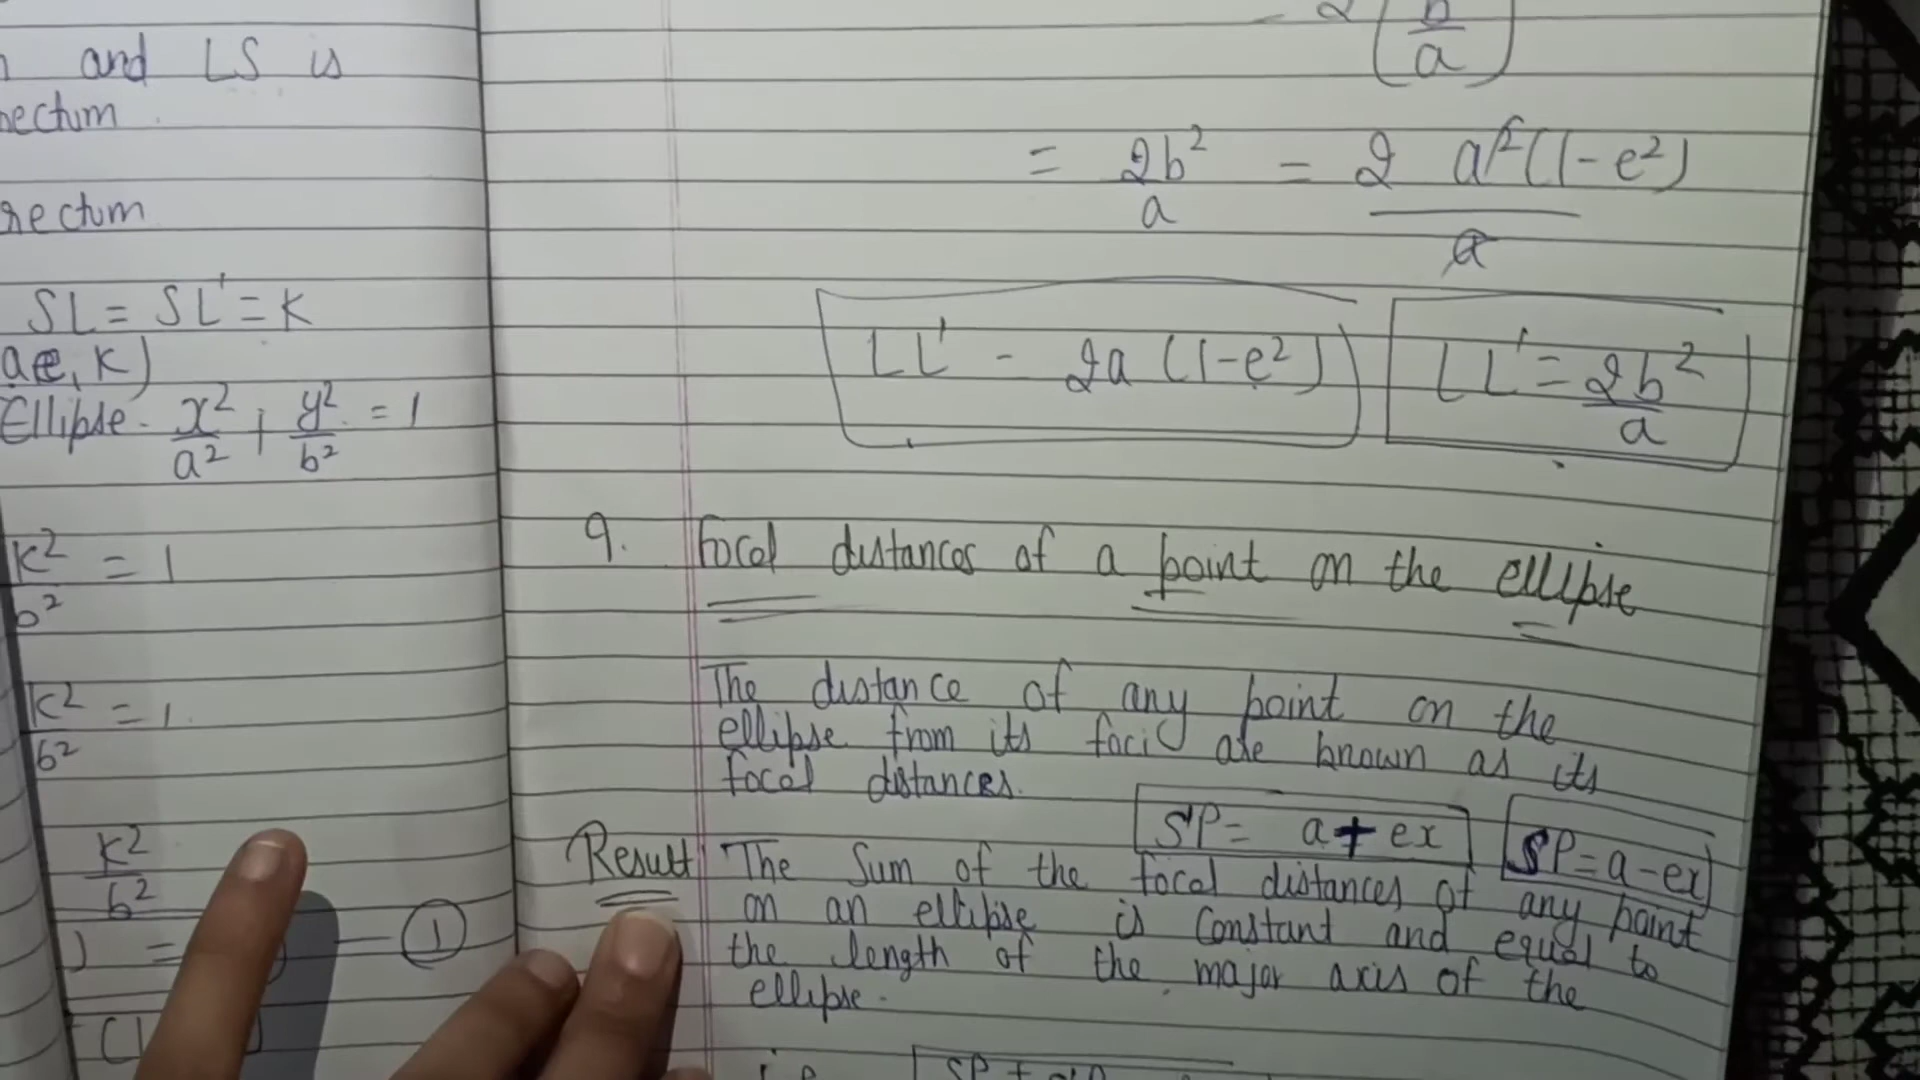 and LS is
rectum
SL = SL' = K
ae, K)
Ellipse. x²/a² + y²/b² = 1
K²/b² = 1
K²/b² = 1.
K²/b²
) = — ①
2 (b/a)
= 2b²/a = 2 a²(1-e²)/a
LL' = 2a (1-e²) LL' = 2b²/a
9. Focal distances of a point on the ellipse
The distance of any point on the
ellipse from its foci are known as its
focal distances.
S'P = a + ex SP = a - ex
Result The Sum of the focal distances of any point
on an ellipse is Constant and equal to
the length of the major axis of the
ellipse.
i.e SP + S'P